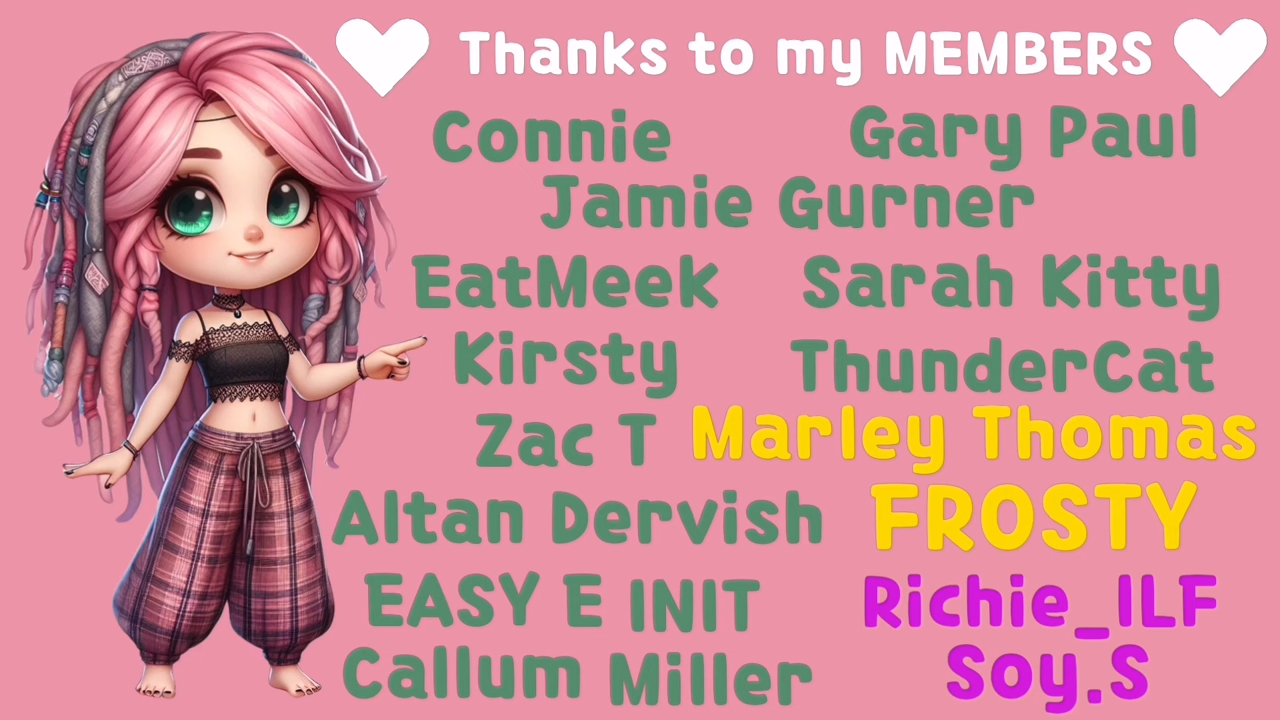 Thanks to my MEMBERS
Connie Gary Paul
Jamie Gurner
EatMeek Sarah Kitty
Kirsty ThunderCat
Zac T Marley Thomas
Altan Dervish FROSTY
EASY E INIT Richie_ILF
Callum Miller Soy.S